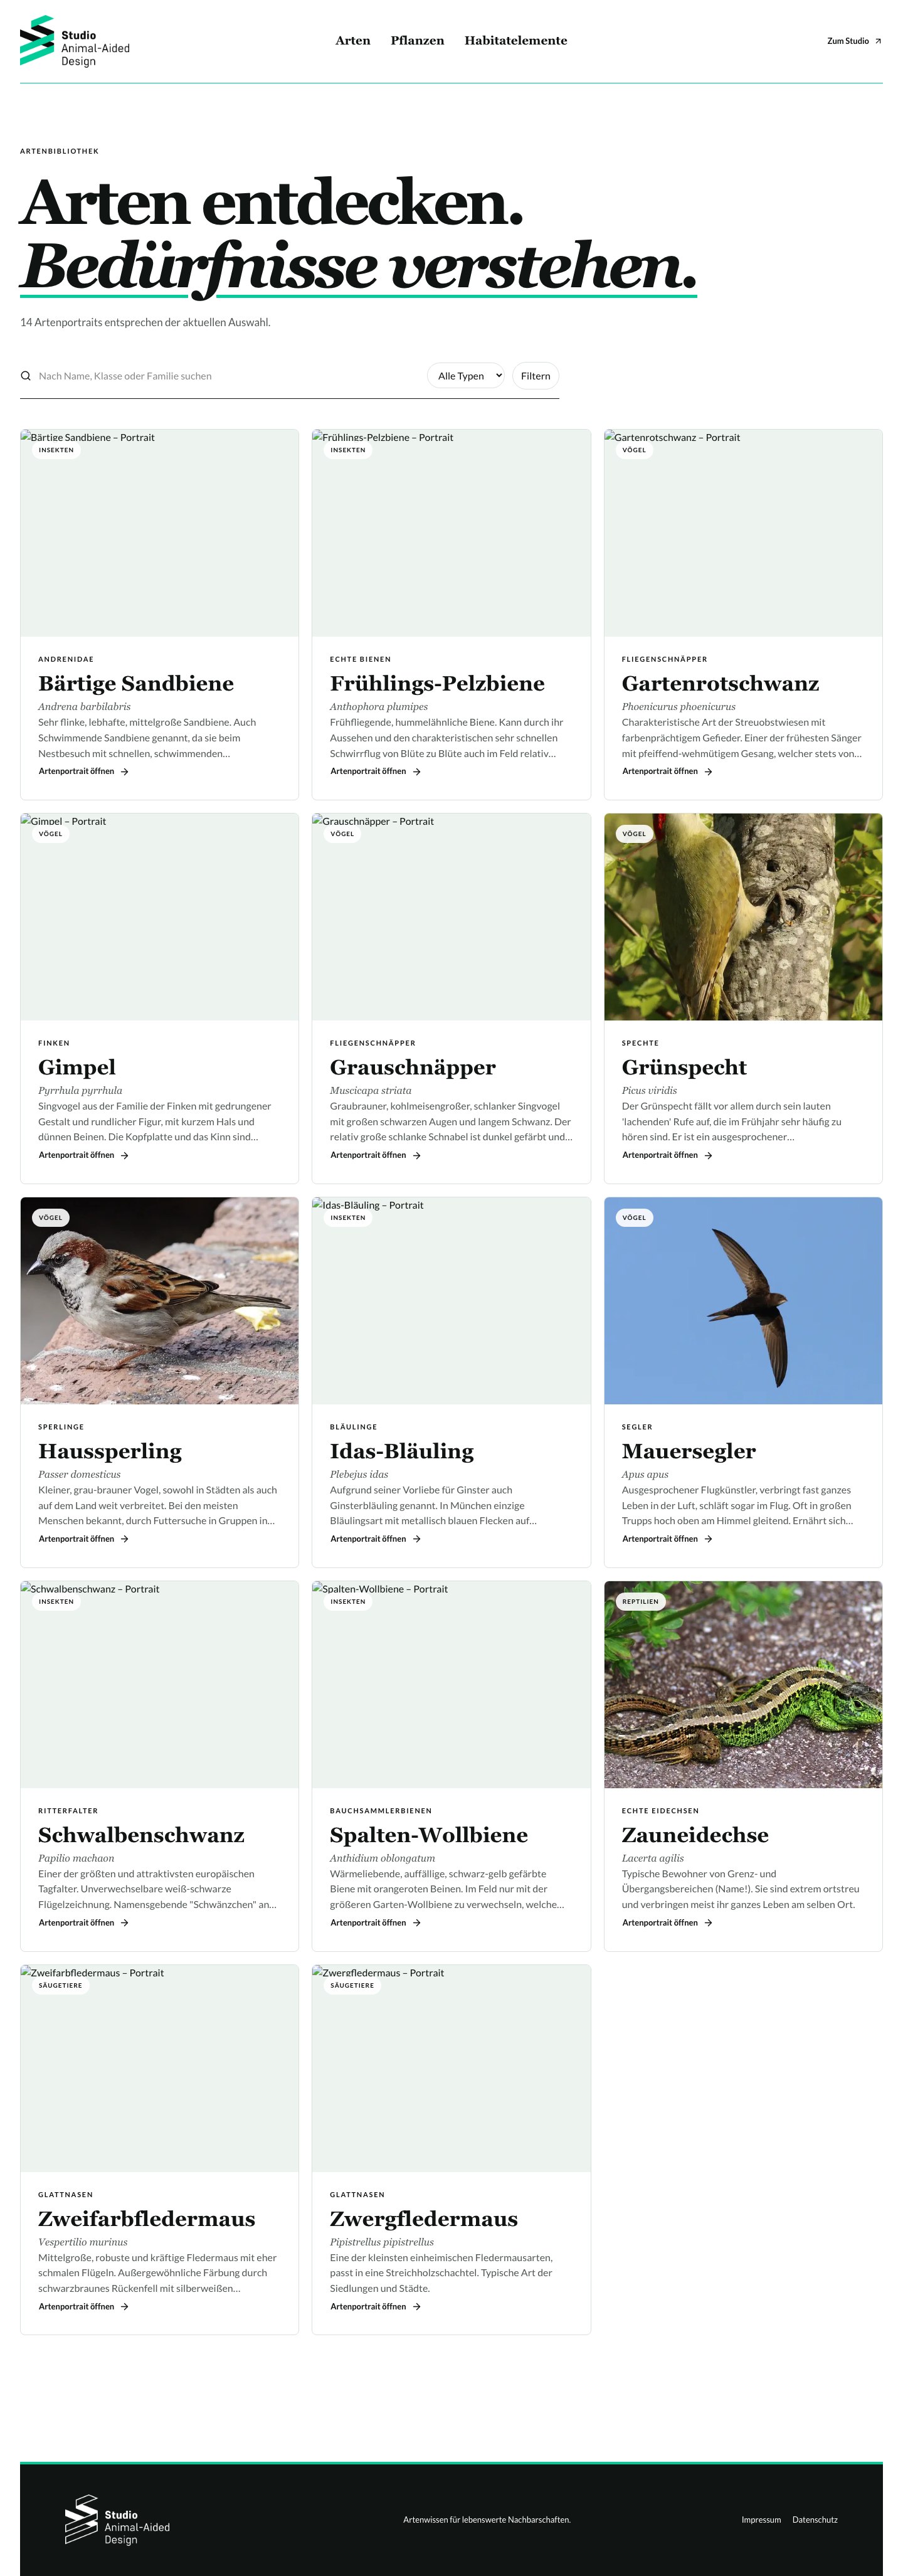 Studio
Animal-Aided
Design
Arten
Pflanzen
Habitatelemente
Zum Studio
ARTENBIBLIOTHEK
Arten entdecken.
Bedürfnisse verstehen.
14 Artenportraits entsprechen der aktuellen Auswahl.
Nach Name, Klasse oder Familie suchen
Alle Typen
Filtern
Bärtige Sandbiene – Portrait
INSEKTEN
ANDRENIDAE
Bärtige Sandbiene
Andrena barbilabris
Sehr flinke, lebhafte, mittelgroße Sandbiene. Auch
Schwimmende Sandbiene genannt, da sie beim
Nestbesuch mit schnellen, schwimmenden…
Artenportrait öffnen
Frühlings-Pelzbiene – Portrait
INSEKTEN
ECHTE BIENEN
Frühlings-Pelzbiene
Anthophora plumipes
Frühfliegende, hummelähnliche Biene. Kann durch ihr
Aussehen und den charakteristischen sehr schnellen
Schwirrflug von Blüte zu Blüte auch im Feld relativ…
Artenportrait öffnen
Gartenrotschwanz – Portrait
VÖGEL
FLIEGENSCHNÄPPER
Gartenrotschwanz
Phoenicurus phoenicurus
Charakteristische Art der Streuobstwiesen mit
farbenprächtigem Gefieder. Einer der frühesten Sänger
mit pfeiffend-wehmütigem Gesang, welcher stets von…
Artenportrait öffnen
Gimpel – Portrait
VÖGEL
FINKEN
Gimpel
Pyrrhula pyrrhula
Singvogel aus der Familie der Finken mit gedrungener
Gestalt und rundlicher Figur, mit kurzem Hals und
dünnen Beinen. Die Kopfplatte und das Kinn sind…
Artenportrait öffnen
Grauschnäpper – Portrait
VÖGEL
FLIEGENSCHNÄPPER
Grauschnäpper
Muscicapa striata
Graubrauner, kohlmeisengroßer, schlanker Singvogel
mit großen schwarzen Augen und langem Schwanz. Der
relativ große schlanke Schnabel ist dunkel gefärbt und…
Artenportrait öffnen
VÖGEL
SPECHTE
Grünspecht
Picus viridis
Der Grünspecht fällt vor allem durch sein lauten
'lachenden' Rufe auf, die im Frühjahr sehr häufig zu
hören sind. Er ist ein ausgesprochener…
Artenportrait öffnen
VÖGEL
SPERLINGE
Haussperling
Passer domesticus
Kleiner, grau-brauner Vogel, sowohl in Städten als auch
auf dem Land weit verbreitet. Bei den meisten
Menschen bekannt, durch Futtersuche in Gruppen in…
Artenportrait öffnen
Idas-Bläuling – Portrait
INSEKTEN
BLÄULINGE
Idas-Bläuling
Plebejus idas
Aufgrund seiner Vorliebe für Ginster auch
Ginsterbläuling genannt. In München einzige
Bläulingsart mit metallisch blauen Flecken auf…
Artenportrait öffnen
VÖGEL
SEGLER
Mauersegler
Apus apus
Ausgesprochener Flugkünstler, verbringt fast ganzes
Leben in der Luft, schläft sogar im Flug. Oft in großen
Trupps hoch oben am Himmel gleitend. Ernährt sich…
Artenportrait öffnen
Schwalbenschwanz – Portrait
INSEKTEN
RITTERFALTER
Schwalbenschwanz
Papilio machaon
Einer der größten und attraktivsten europäischen
Tagfalter. Unverwechselbare weiß-schwarze
Flügelzeichnung. Namensgebende "Schwänzchen" an…
Artenportrait öffnen
Spalten-Wollbiene – Portrait
INSEKTEN
BAUCHSAMMLERBIENEN
Spalten-Wollbiene
Anthidium oblongatum
Wärmeliebende, auffällige, schwarz-gelb gefärbte
Biene mit orangeroten Beinen. Im Feld nur mit der
größeren Garten-Wollbiene zu verwechseln, welche…
Artenportrait öffnen
REPTILIEN
ECHTE EIDECHSEN
Zauneidechse
Lacerta agilis
Typische Bewohner von Grenz- und
Übergangsbereichen (Name!). Sie sind extrem ortstreu
und verbringen meist ihr ganzes Leben am selben Ort.
Artenportrait öffnen
Zweifarbfledermaus – Portrait
SÄUGETIERE
GLATTNASEN
Zweifarbfledermaus
Vespertilio murinus
Mittelgroße, robuste und kräftige Fledermaus mit eher
schmalen Flügeln. Außergewöhnliche Färbung durch
schwarzbraunes Rückenfell mit silberweißen…
Artenportrait öffnen
Zwergfledermaus – Portrait
SÄUGETIERE
GLATTNASEN
Zwergfledermaus
Pipistrellus pipistrellus
Eine der kleinsten einheimischen Fledermausarten,
passt in eine Streichholzschachtel. Typische Art der
Siedlungen und Städte.
Artenportrait öffnen
Studio
Animal-Aided
Design
Artenwissen für lebenswerte Nachbarschaften.
Impressum
Datenschutz